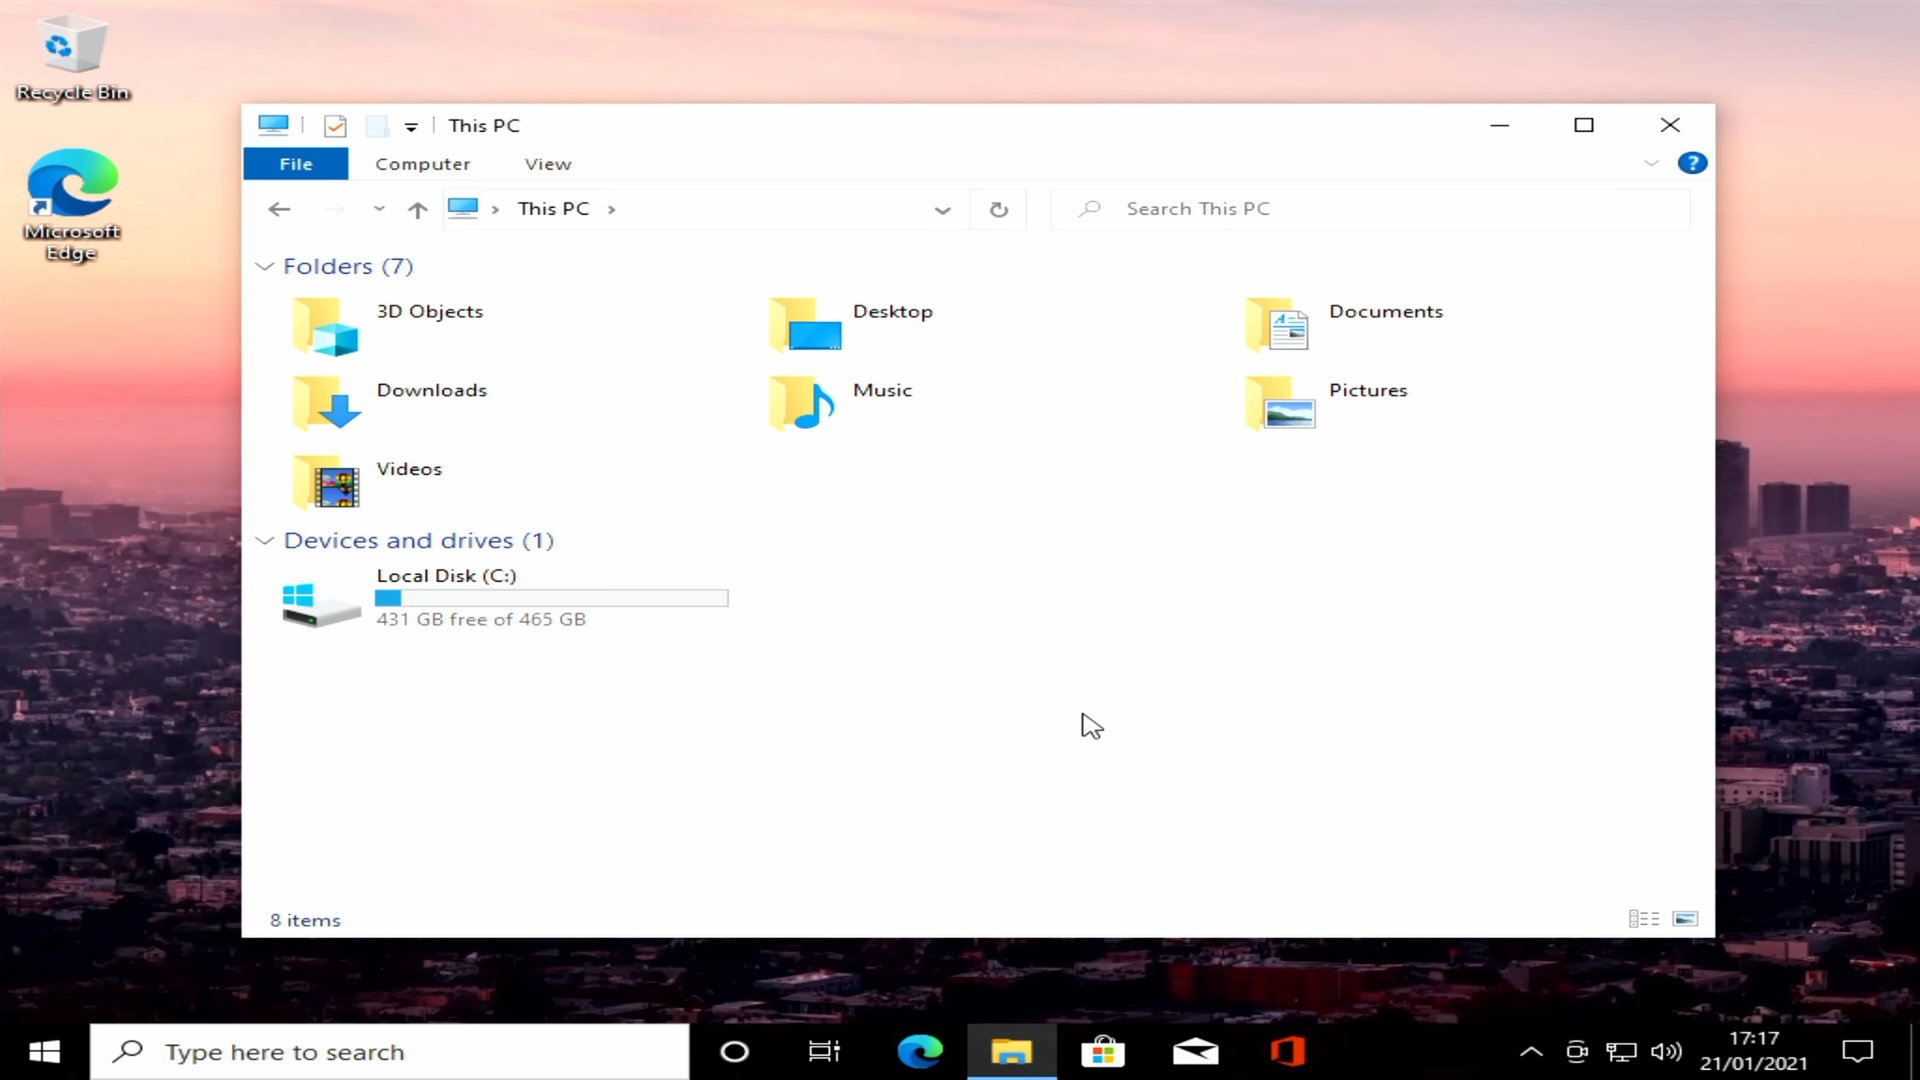 Recycle Bin
Microsoft
Edge
This PC
File
Computer
View
?
This PC
Search This PC
Folders (7)
3D Objects
Desktop
Documents
Downloads
Music
Pictures
Videos
Devices and drives (1)
Local Disk (C:)
431 GB free of 465 GB
8 items
Type here to search
17:17
21/01/2021